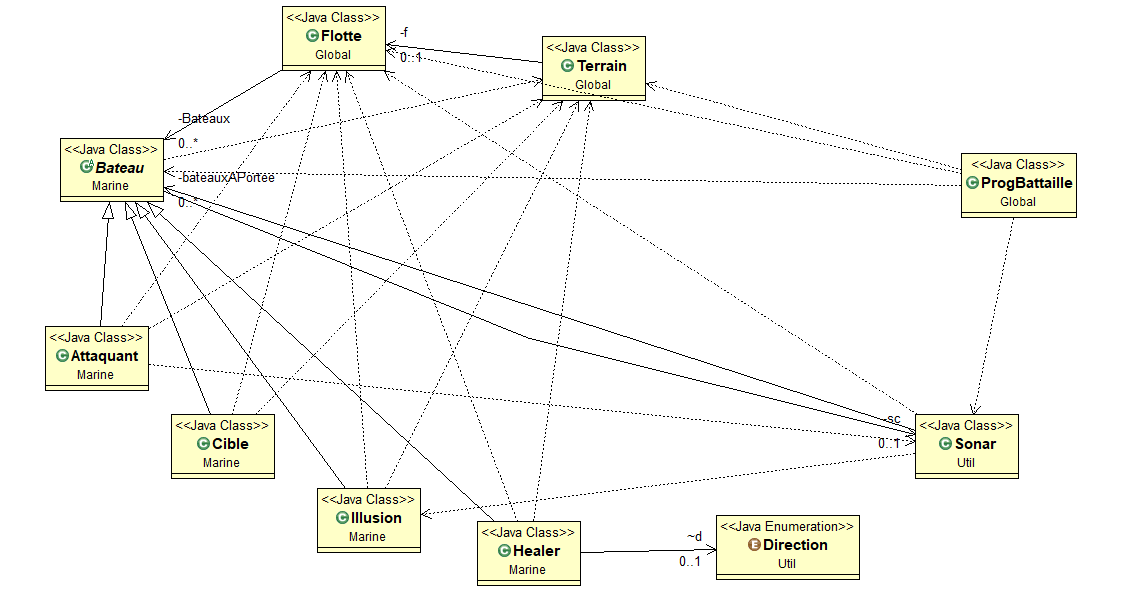 <<Java Class>>
Flotte
Global
-f
0..1
<<Java Class>>
Terrain
Global
-Bateaux
0..*
<<Java Class>>
Bateau
Marine
-bateauxAPortee
0..*
<<Java Class>>
ProgBattaille
Global
<<Java Class>>
Attaquant
Marine
<<Java Class>>
Cible
Marine
-sc
0..1
<<Java Class>>
Sonar
Util
<<Java Class>>
Illusion
Marine
<<Java Class>>
Healer
Marine
~d
0..1
<<Java Enumeration>>
Direction
Util